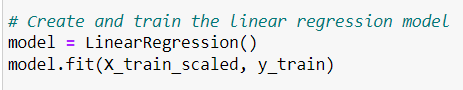 # Create and train the linear regression model
model = LinearRegression()
model.fit(X_train_scaled, y_train)